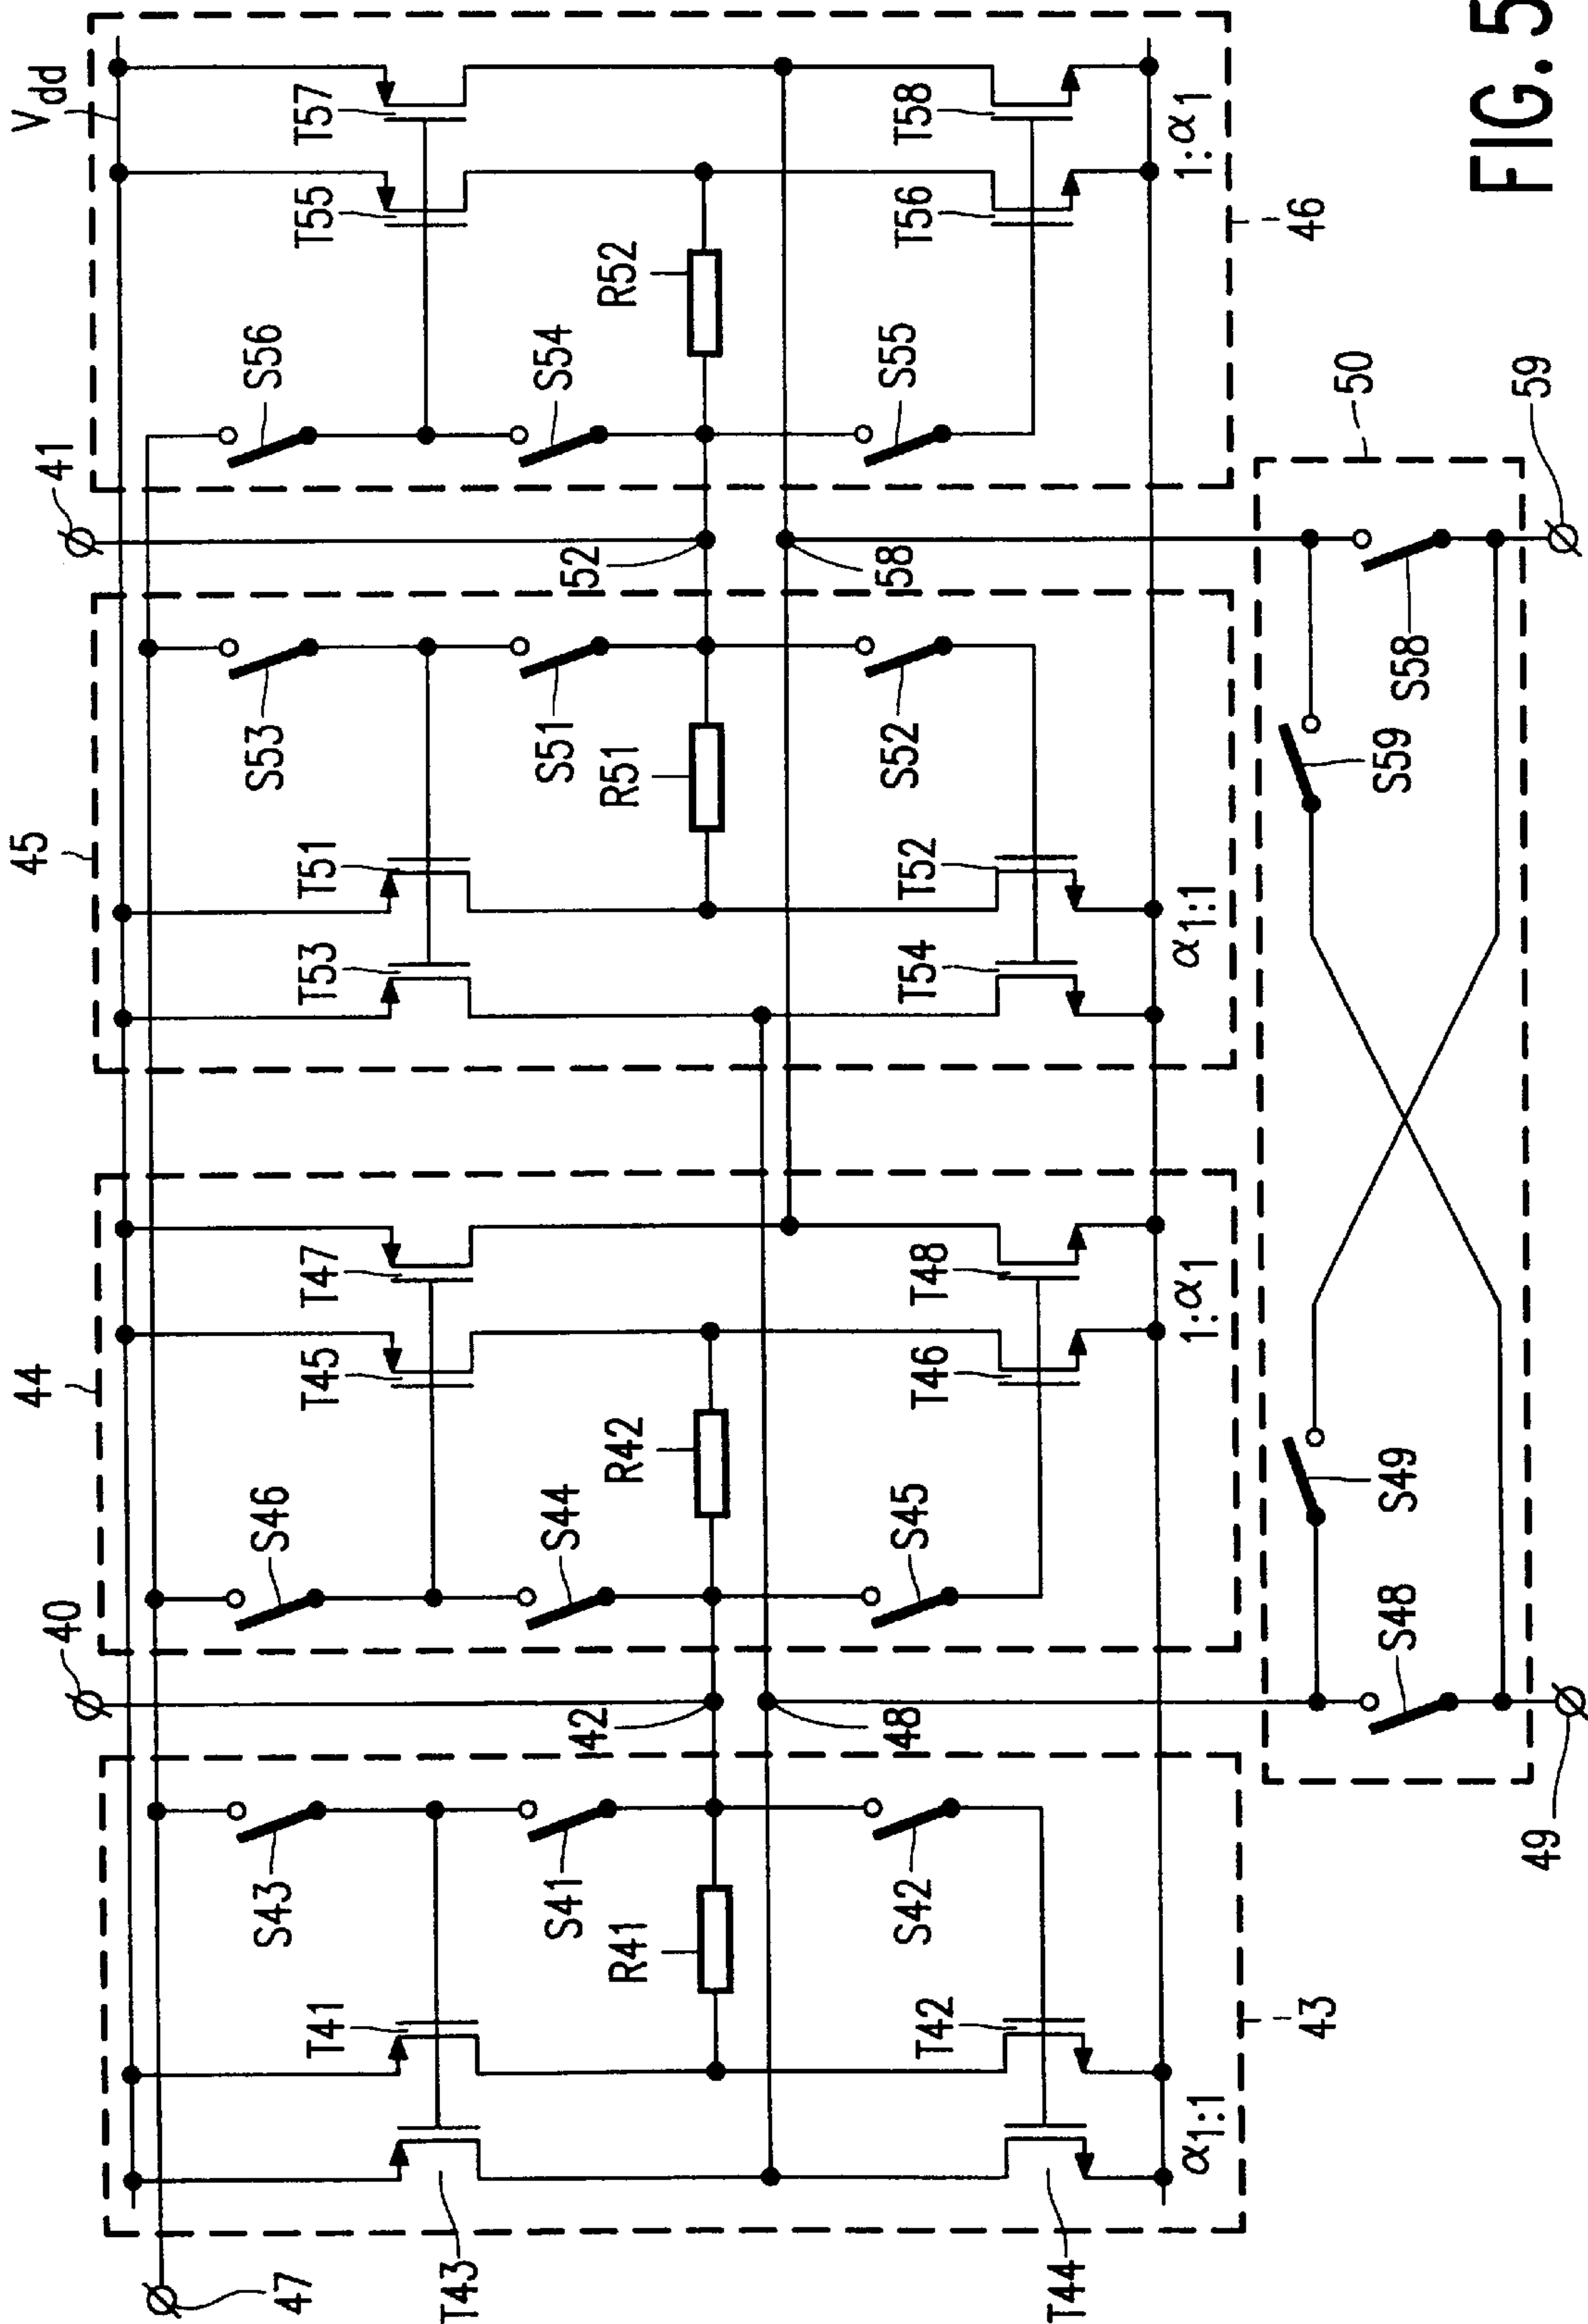 V_dd
41
45
44
40
S56
T55
T57
S53
T51
T53
S46
T45
T47
S43
T41
T43
47
S54
R52
S51
R51
S44
R42
S41
R41
52
58
42
48
S55
T56
T58
S52
T52
T54
S45
T46
T48
S42
T42
T44
1:α1
α1:1
1:α1
α1:1
46
43
50
S59
S58
S49
S48
59
49
FIG. 5